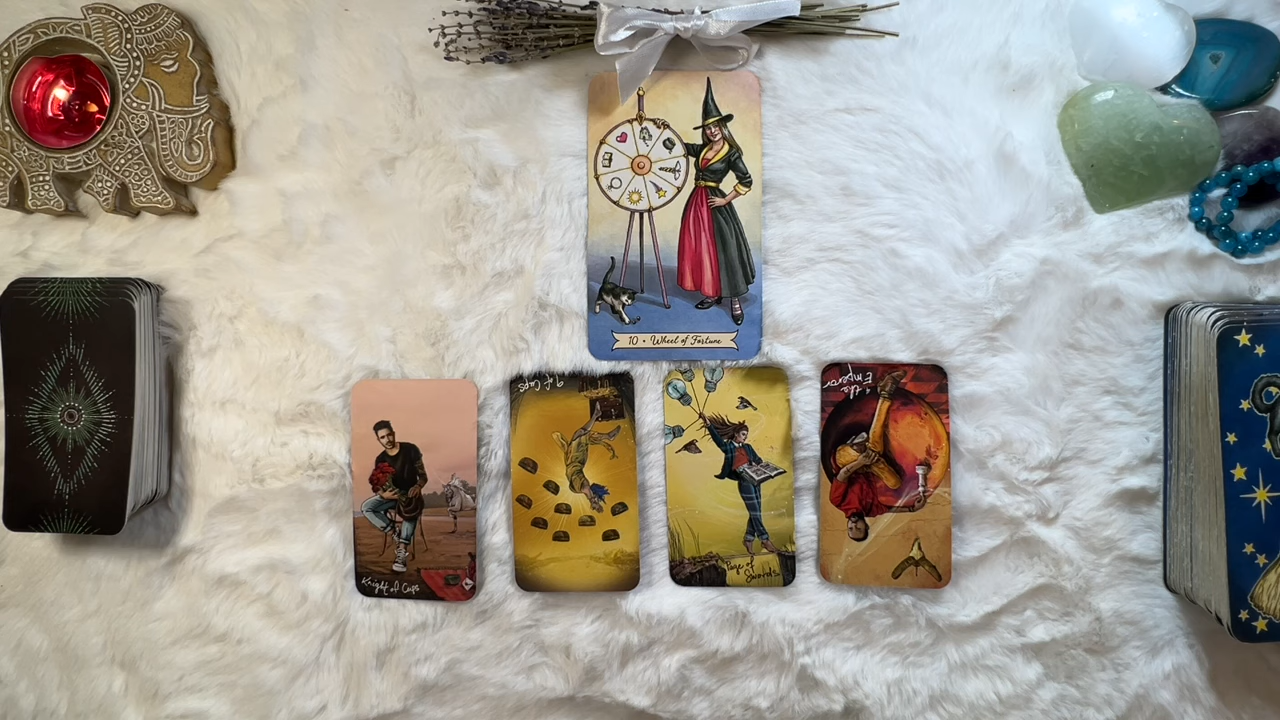 10 • Wheel of Fortune
Knight of Cups
9 of Cups
Page of
Swords
the
Emperor